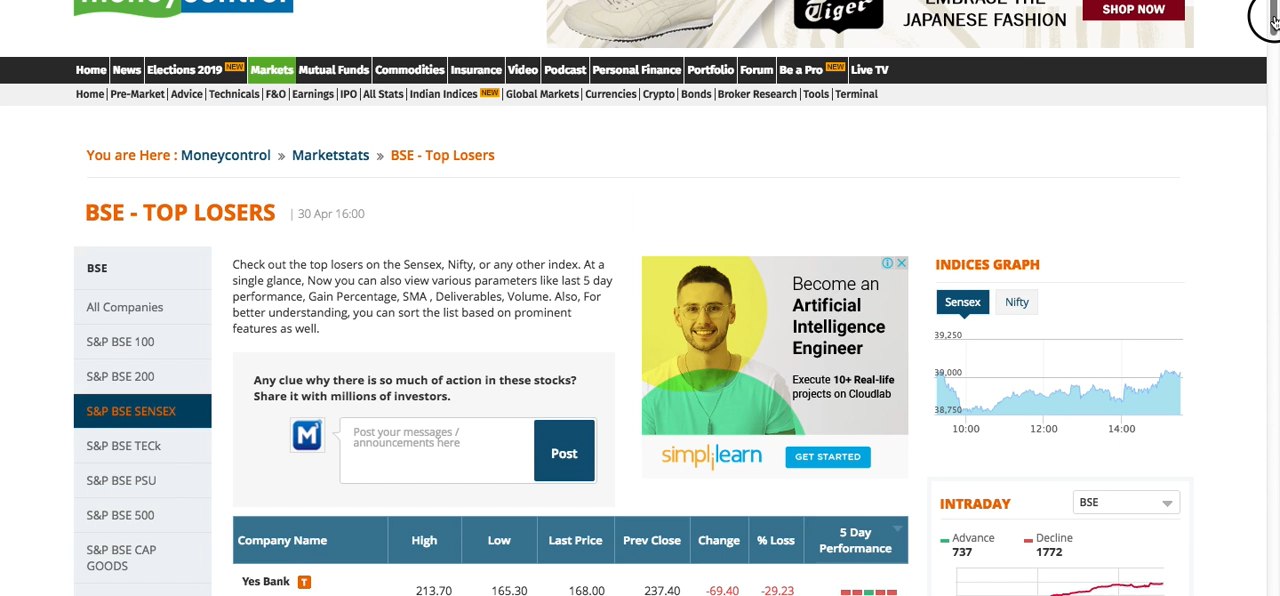 moneycontrol
EMBRACE THE
JAPANESE FASHION
Tiger
SHOP NOW
Home News Elections 2019 NEW Markets Mutual Funds Commodities Insurance Video Podcast Personal Finance Portfolio Forum Be a Pro NEW Live TV
Home Pre-Market Advice Technicals F&O Earnings IPO All Stats Indian Indices NEW Global Markets Currencies Crypto Bonds Broker Research Tools Terminal
You are Here : Moneycontrol » Marketstats » BSE - Top Losers
BSE - TOP LOSERS | 30 Apr 16:00
BSE
All Companies
S&P BSE 100
S&P BSE 200
S&P BSE SENSEX
S&P BSE TECk
S&P BSE PSU
S&P BSE 500
S&P BSE CAP
GOODS
Check out the top losers on the Sensex, Nifty, or any other index. At a
single glance, Now you can also view various parameters like last 5 day
performance, Gain Percentage, SMA , Deliverables, Volume. Also, For
better understanding, you can sort the list based on prominent
features as well.
Any clue why there is so much of action in these stocks?
Share it with millions of investors.
M
Post your messages /
announcements here
Post
Become an
Artificial
Intelligence
Engineer
Execute 10+ Real-life
projects on Cloudlab
simplilearn
GET STARTED
INDICES GRAPH
Sensex Nifty
39,250
39,000
38,750
10:00 12:00 14:00
INTRADAY
BSE
Advance
737
Decline
1772
Company Name High Low Last Price Prev Close Change % Loss 5 Day
Performance
Yes Bank T
213.70 165.30 168.00 237.40 -69.40 -29.23